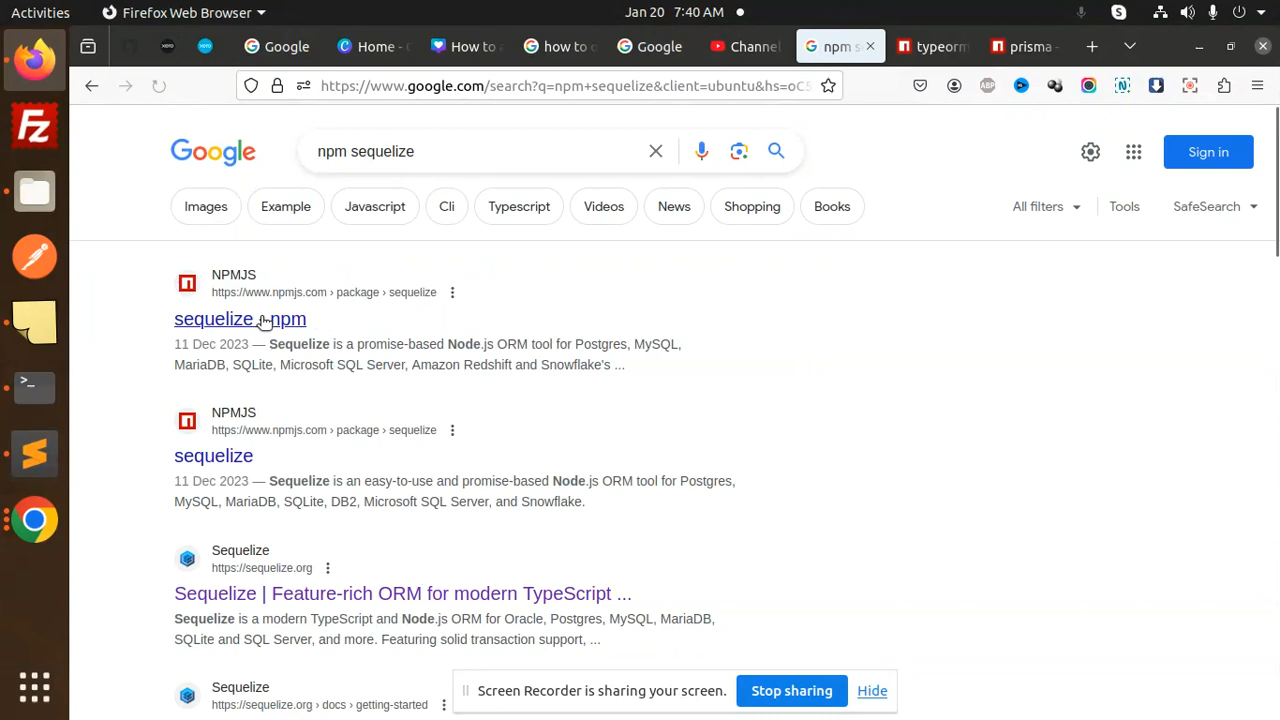 Activities
Firefox Web Browser
Jan 20 7:40 AM
XOTO
XOTO
Google
Home -
How to
how to
Google
Channel
npm s
typeorm
prisma -
https://www.google.com/search?q=npm+sequelize&client=ubuntu&hs=oC5
ABP
Google
npm sequelize
Sign in
Images
Example
Javascript
Cli
Typescript
Videos
News
Shopping
Books
All filters
Tools
SafeSearch
NPMJS
https://www.npmjs.com › package › sequelize
sequelize - npm
11 Dec 2023 — Sequelize is a promise-based Node.js ORM tool for Postgres, MySQL,
MariaDB, SQLite, Microsoft SQL Server, Amazon Redshift and Snowflake's ...
NPMJS
https://www.npmjs.com › package › sequelize
sequelize
11 Dec 2023 — Sequelize is an easy-to-use and promise-based Node.js ORM tool for Postgres,
MySQL, MariaDB, SQLite, DB2, Microsoft SQL Server, and Snowflake.
Sequelize
https://sequelize.org
Sequelize | Feature-rich ORM for modern TypeScript ...
Sequelize is a modern TypeScript and Node.js ORM for Oracle, Postgres, MySQL, MariaDB,
SQLite and SQL Server, and more. Featuring solid transaction support, ...
Sequelize
https://sequelize.org › docs › getting-started
Screen Recorder is sharing your screen.
Stop sharing
Hide